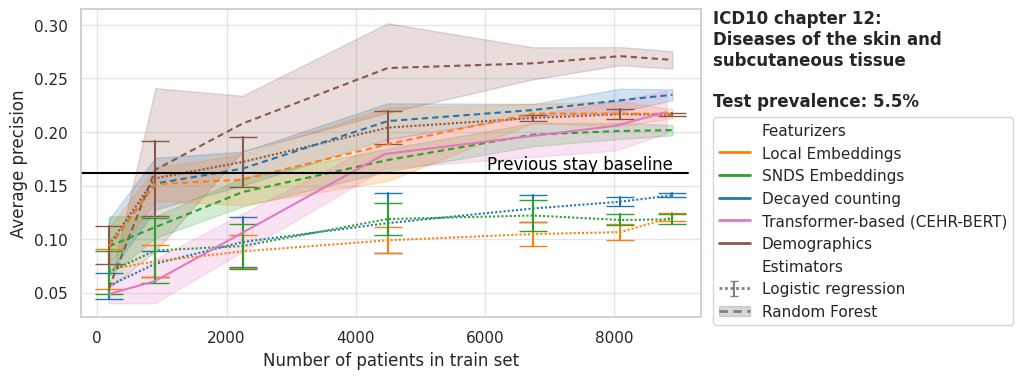 ICD10 chapter 12:
Diseases of the skin and
subcutaneous tissue
Test prevalence: 5.5%
Featurizers
Local Embeddings
SNDS Embeddings
Decayed counting
Transformer-based (CEHR-BERT)
Demographics
Estimators
Logistic regression
Random Forest
Average precision
0.30
0.25
0.20
0.15
0.10
0.05
Previous stay baseline
0
2000
4000
6000
8000
Number of patients in train set